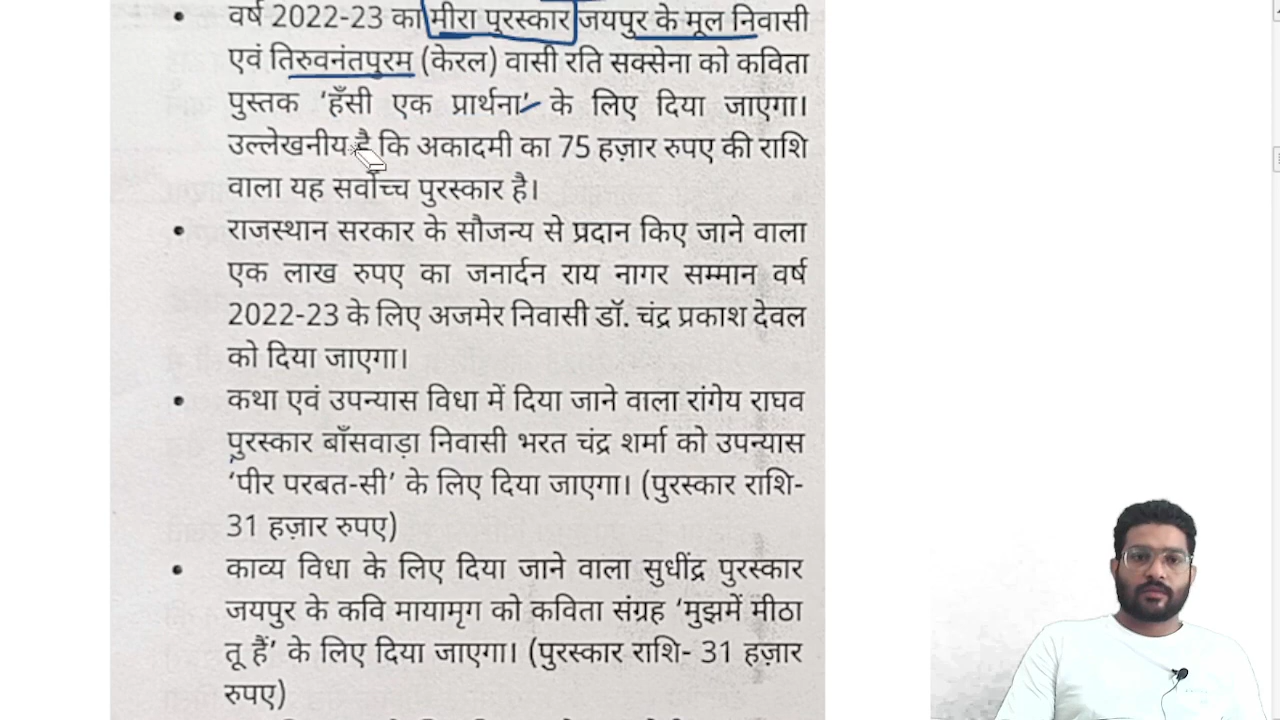 • वर्ष 2022-23 का मीरा पुरस्कार जयपुर के मूल निवासी
एवं तिरुवनंतपुरम (केरल) वासी रति सक्सेना को कविता
पुस्तक ‘हँसी एक प्रार्थना’ के लिए दिया जाएगा।
उल्लेखनीय है कि अकादमी का 75 हज़ार रुपए की राशि
वाला यह सर्वोच्च पुरस्कार है।
• राजस्थान सरकार के सौजन्य से प्रदान किए जाने वाला
एक लाख रुपए का जनार्दन राय नागर सम्मान वर्ष
2022-23 के लिए अजमेर निवासी डॉ. चंद्र प्रकाश देवल
को दिया जाएगा।
• कथा एवं उपन्यास विधा में दिया जाने वाला रांगेय राघव
पुरस्कार बाँसवाड़ा निवासी भरत चंद्र शर्मा को उपन्यास
‘पीर परबत-सी’ के लिए दिया जाएगा। (पुरस्कार राशि-
31 हज़ार रुपए)
• काव्य विधा के लिए दिया जाने वाला सुधींद्र पुरस्कार
जयपुर के कवि मायामृग को कविता संग्रह ‘मुझमें मीठा
तू हैं’ के लिए दिया जाएगा। (पुरस्कार राशि- 31 हज़ार
रुपए)